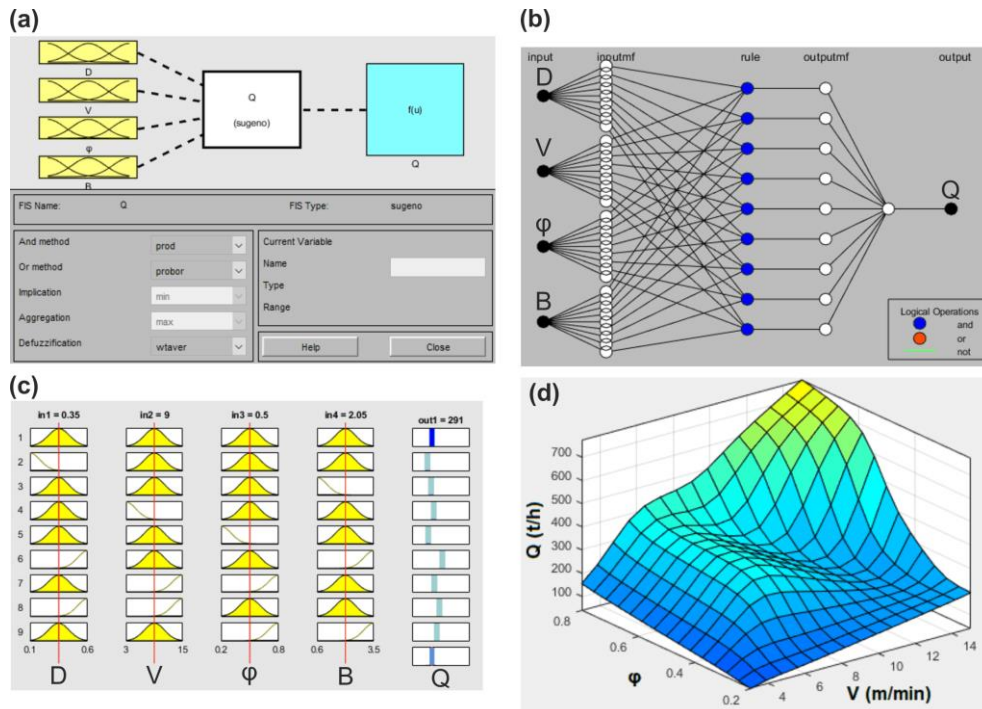 (a)
D
V
φ
B
Q
(sugeno)
f(u)
Q
FIS Name: Q FIS Type: sugeno
And method prod
Or method probor
Implication min
Aggregation max
Defuzzification wtaver
Current Variable
Name
Type
Range
Help Close
(b)
input inputmf rule outputmf output
D
V
φ
B
Q
Logical Operations
and
or
not
(c)
in1 = 0.35 in2 = 9 in3 = 0.5 in4 = 2.05 out1 = 291
1
2
3
4
5
6
7
8
9
0.1 0.6 3 15 0.2 0.8 0.6 3.5
D V φ B Q
(d)
Q (t/h)
700
600
500
400
300
200
100
0.8
0.6
0.4
0.2
φ
4 6 8 10 12 14
V (m/min)